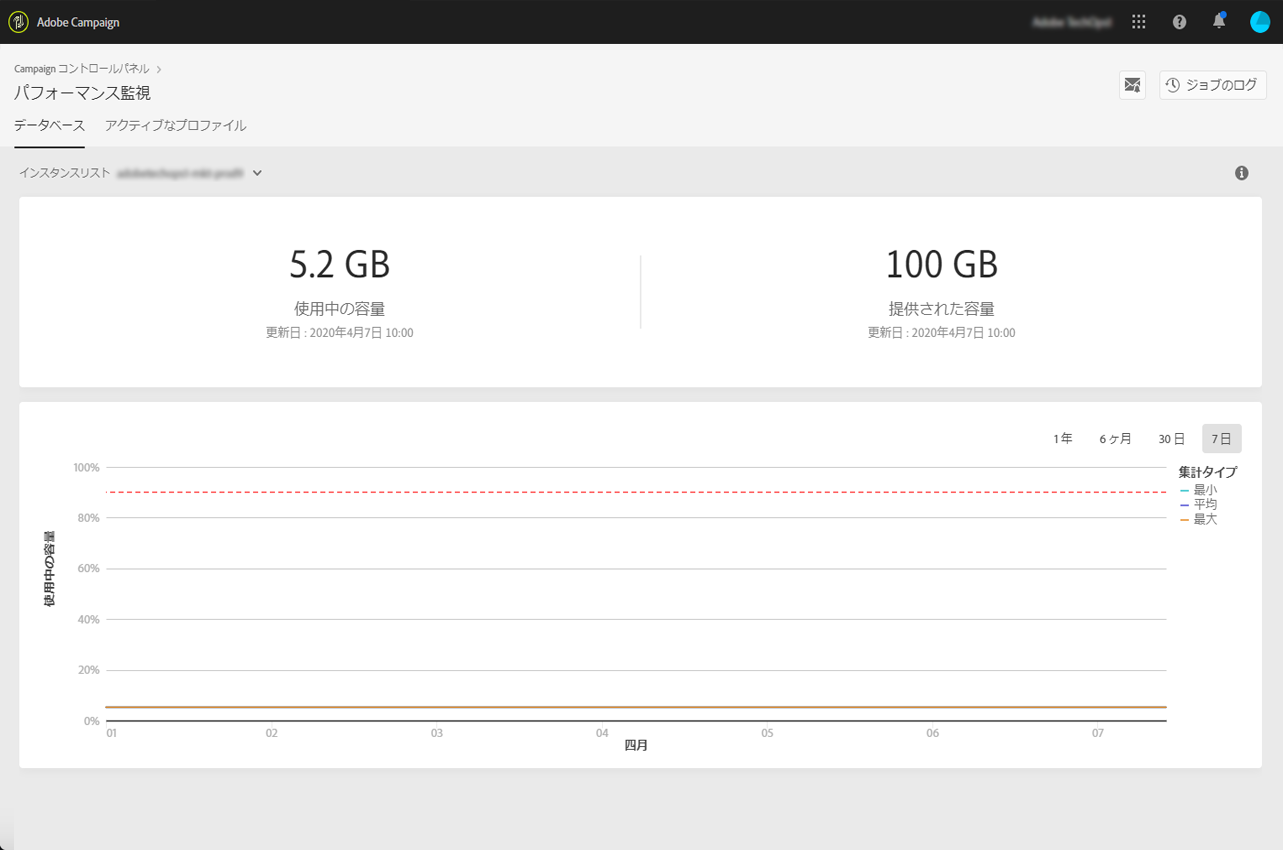 Adobe Campaign
Campaign コントロールパネル
パフォーマンス監視
ジョブのログ
データベース アクティブなプロファイル
インスタンスリスト
5.2 GB
使用中の容量
更新日 : 2020年4月7日 10:00
100 GB
提供された容量
更新日 : 2020年4月7日 10:00
1年 6ヶ月 30日 7日
集計タイプ
最小
平均
最大
使用中の容量
100%
80%
60%
40%
20%
0%
01 02 03 04 05 06 07
四月